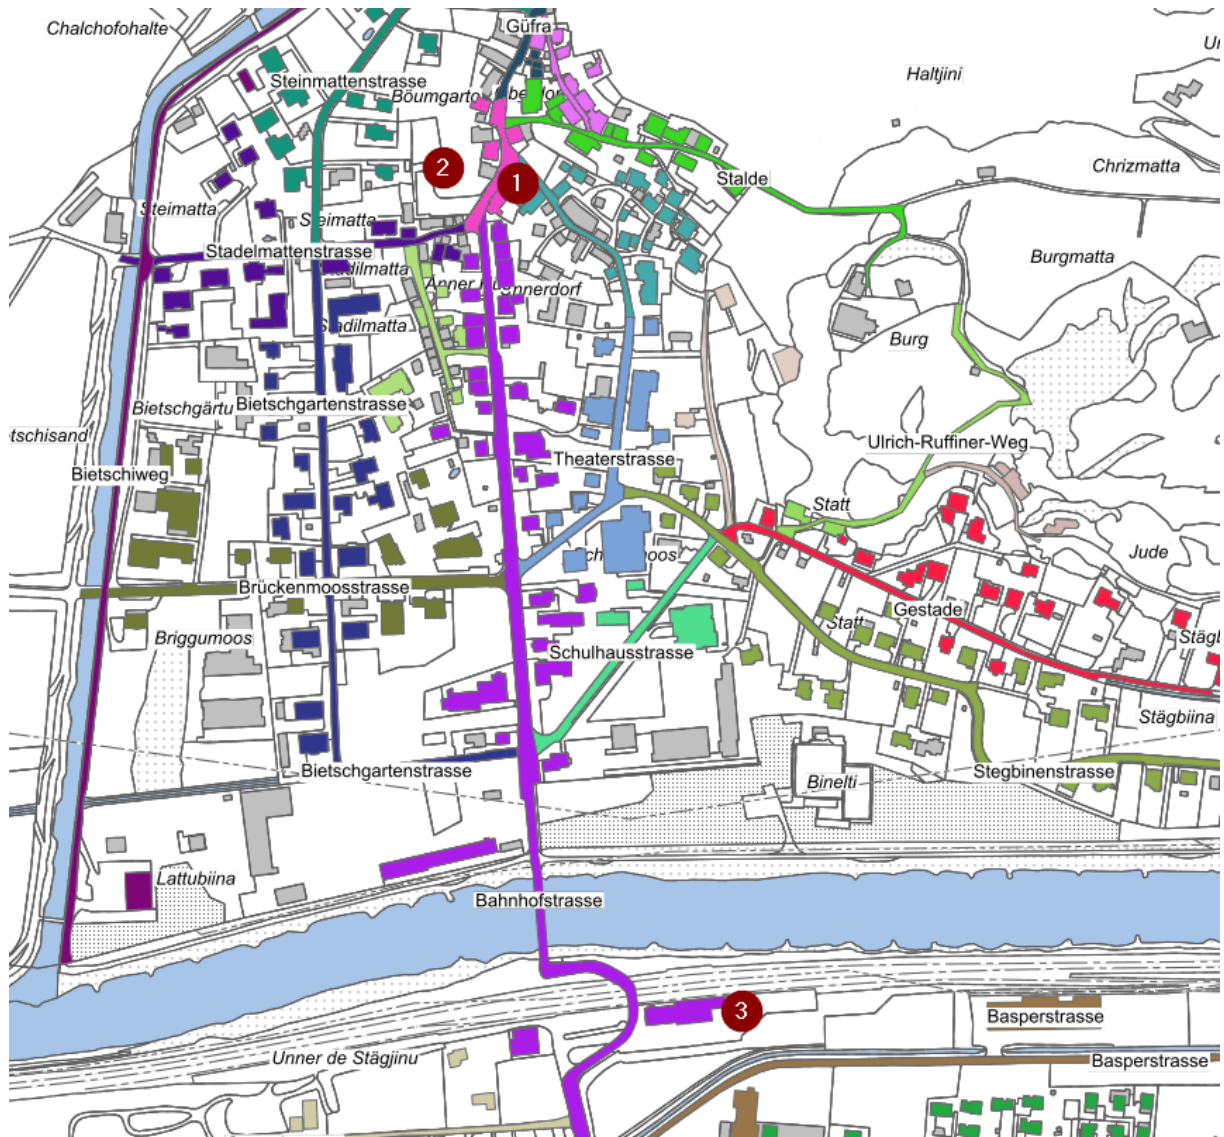 Güfra
Chalchofohalte
Haltjini
Steinmattenstrasse
Böumgarto
Chrizmatta
2
1
Stalde
Steimatta
Steimatta
Stadelmattenstrasse
Burgmatta
Stadilmatta
Burg
Bietschgärtu
Bietschgartenstrasse
Ulrich-Ruffiner-Weg
Theaterstrasse
Bietschiweg
Statt
Jude
Brückenmoosstrasse
Gestade
Statt
Briggumoos
Schulhausstrasse
Stägbiina
Bietschgartenstrasse
Stegbinenstrasse
Binelti
Lattubiina
Bahnhofstrasse
3
Basperstrasse
Unner de Stägjinu
Basperstrasse